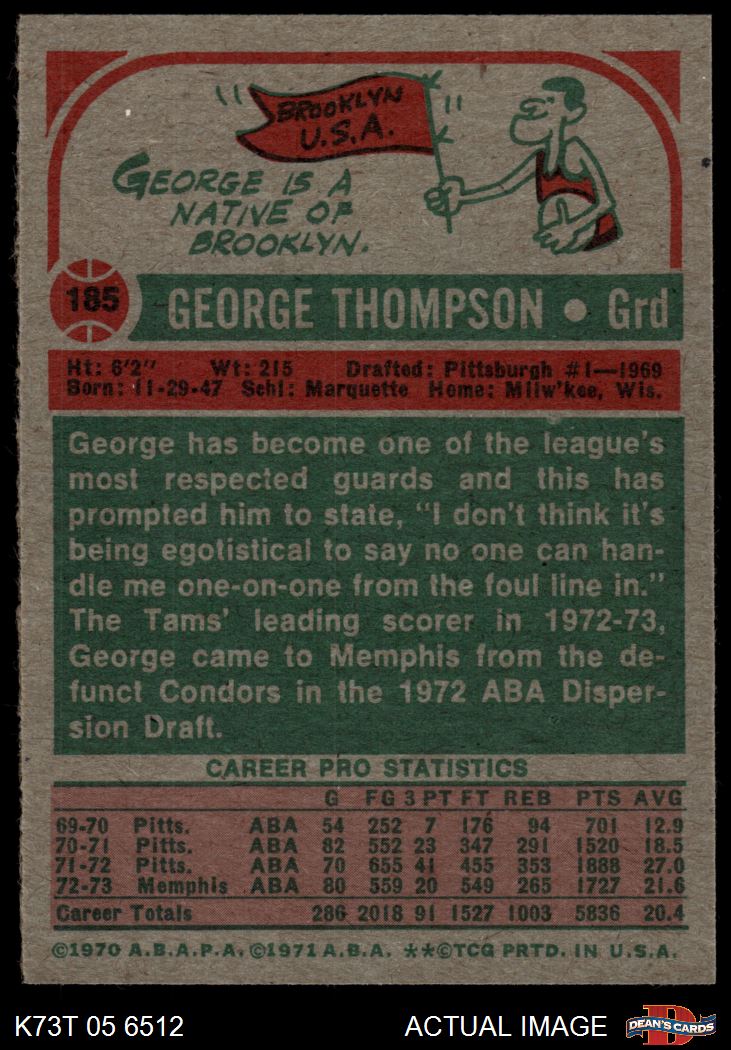 BROOKLYN
U.S.A.
GEORGE IS A
NATIVE OF
BROOKLYN.
185
GEORGE THOMPSON • Grd
Ht: 6'2" Wt: 215 Drafted: Pittsburgh #1—1969
Born: 11-29-47 Schl: Marquette Home: Milw'kee, Wis.
George has become one of the league's
most respected guards and this has
prompted him to state, "I don't think it's
being egotistical to say no one can han-
dle me one-on-one from the foul line in."
The Tams' leading scorer in 1972-73,
George came to Memphis from the de-
funct Condors in the 1972 ABA Disper-
sion Draft.
CAREER PRO STATISTICS
G FG 3 PT FT REB PTS AVG
69-70 Pitts. ABA 54 252 7 176 94 701 12.9
70-71 Pitts. ABA 82 552 23 347 291 1520 18.5
71-72 Pitts. ABA 70 655 41 455 353 1888 27.0
72-73 Memphis ABA 80 559 20 549 265 1727 21.6
Career Totals 286 2018 91 1527 1003 5836 20.4
©1970 A.B.A.P.A. ©1971 A.B.A. **©TCG PRTD. IN U.S.A.
K73T 05 6512 ACTUAL IMAGE
D
DEAN'S CARDS